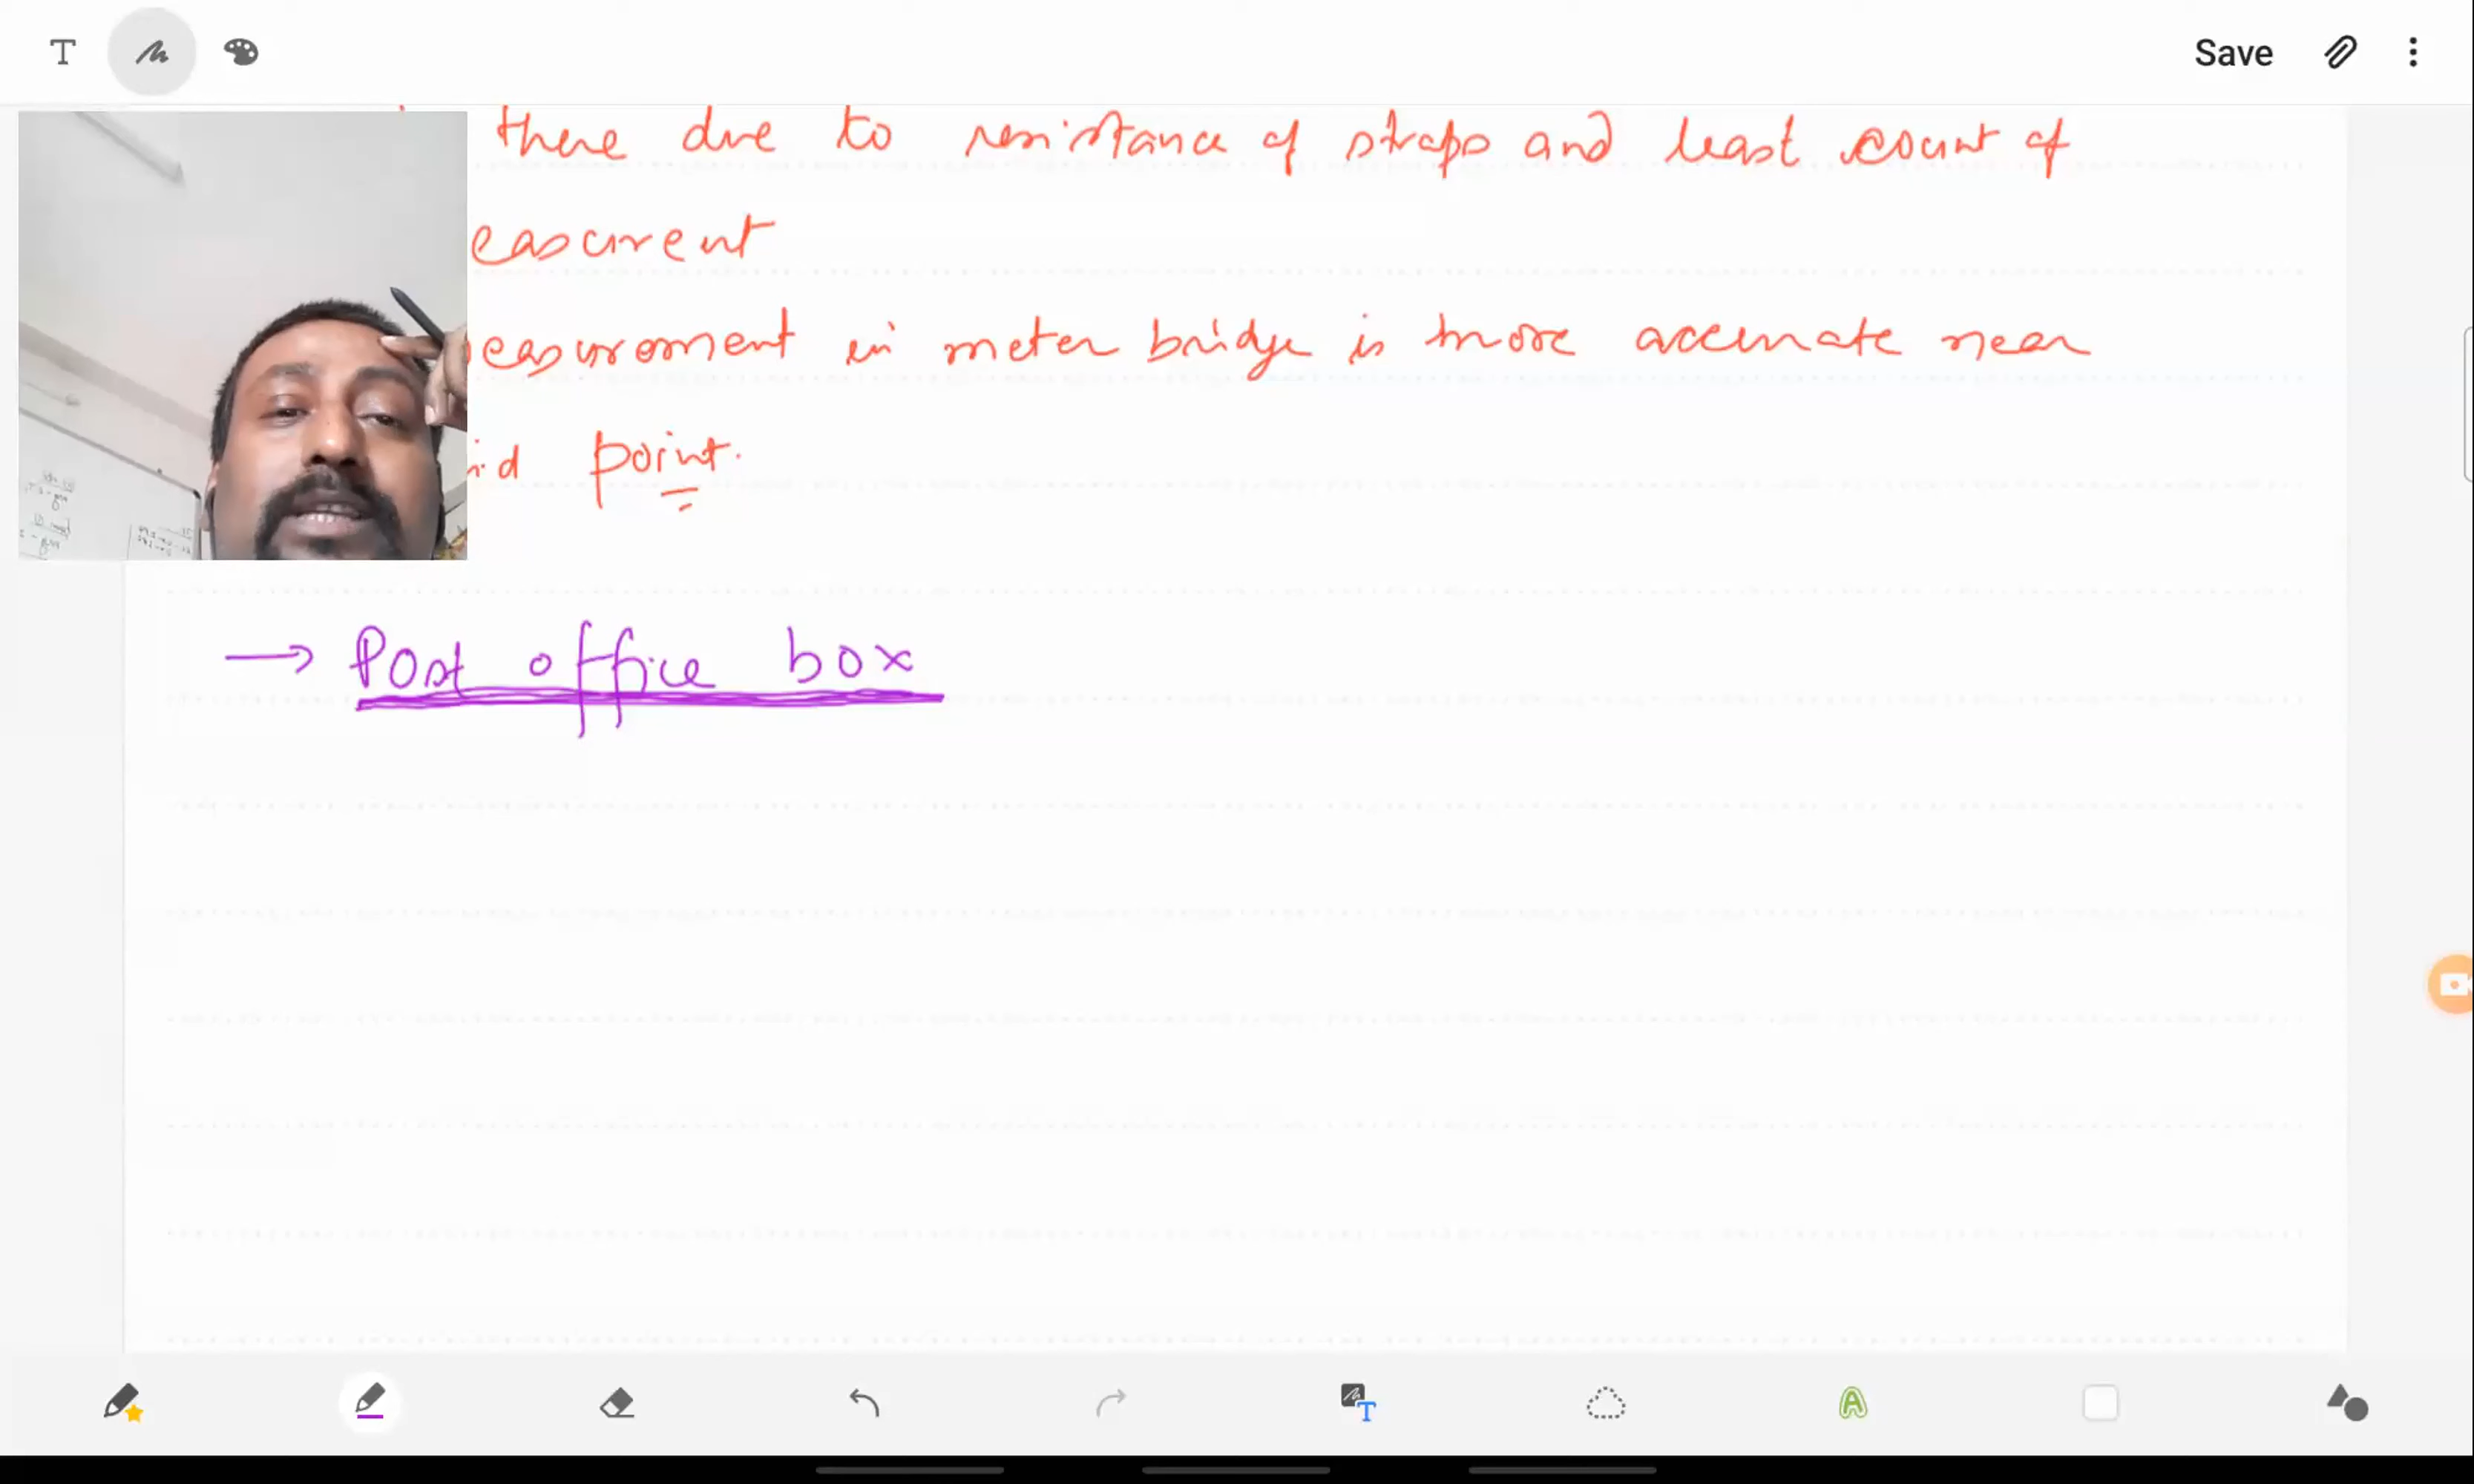 Save
there due to resistance of straps and least count of
easurent
easurement in meter bridge is more accurate near
id point.
→ Post office box